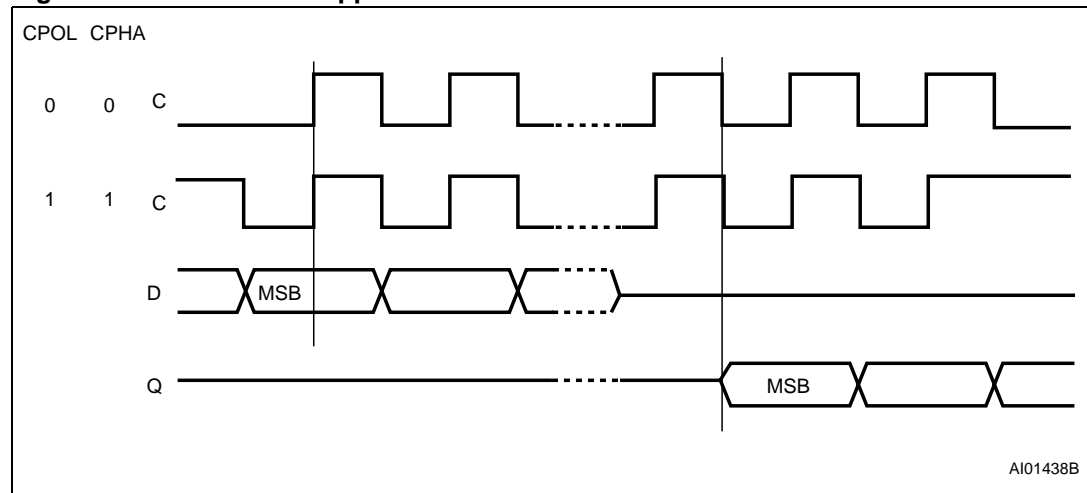 CPOL CPHA
0 0 C
1 1 C
D MSB
Q MSB
AI01438B